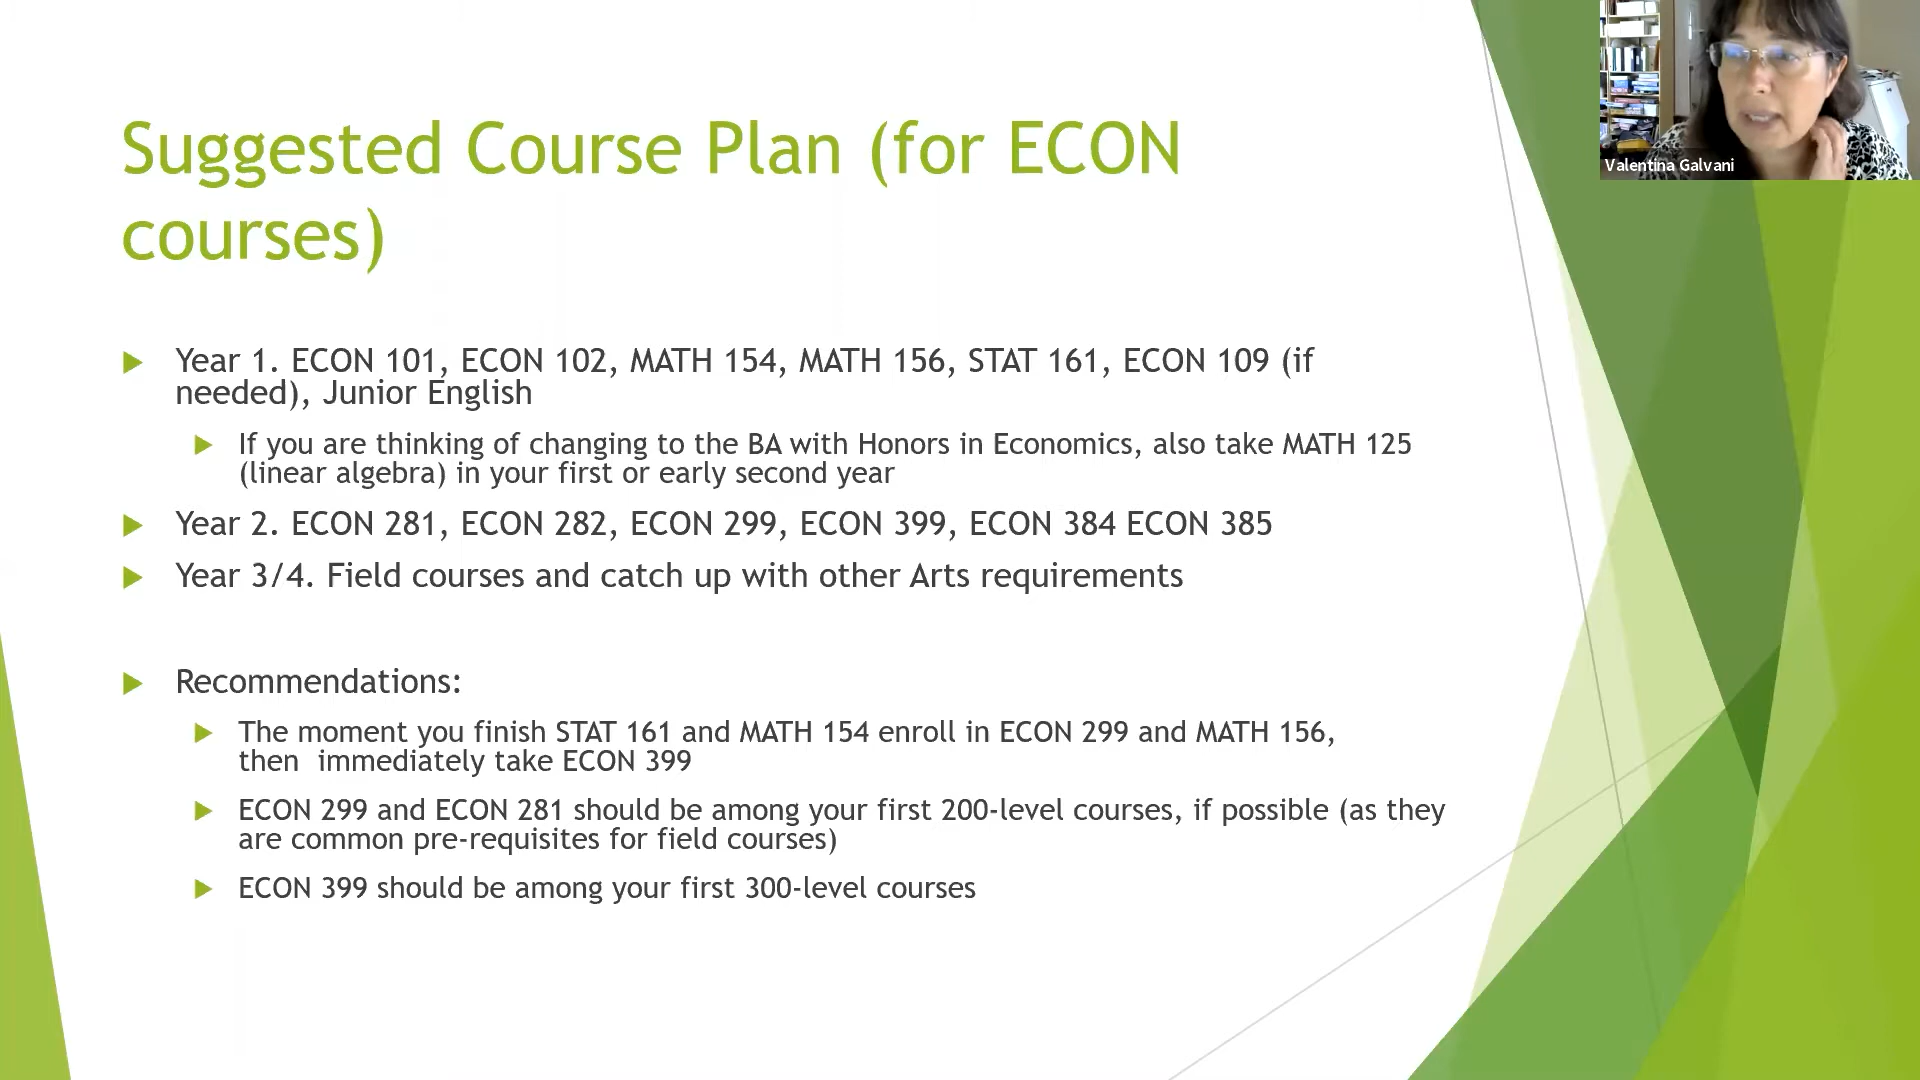 Suggested Course Plan (for ECON
courses)
Valentina Galvani
Year 1. ECON 101, ECON 102, MATH 154, MATH 156, STAT 161, ECON 109 (if
needed), Junior English
If you are thinking of changing to the BA with Honors in Economics, also take MATH 125
(linear algebra) in your first or early second year
Year 2. ECON 281, ECON 282, ECON 299, ECON 399, ECON 384 ECON 385
Year 3/4. Field courses and catch up with other Arts requirements
Recommendations:
The moment you finish STAT 161 and MATH 154 enroll in ECON 299 and MATH 156,
then  immediately take ECON 399
ECON 299 and ECON 281 should be among your first 200-level courses, if possible (as they
are common pre-requisites for field courses)
ECON 399 should be among your first 300-level courses